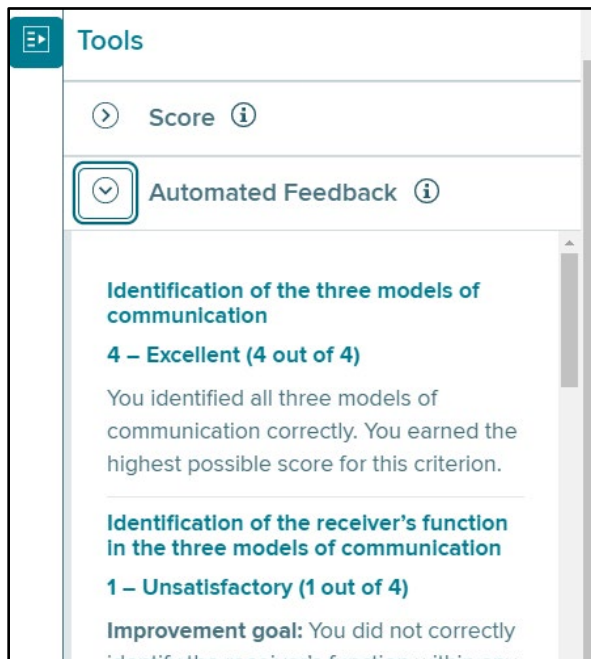 Tools
Score
Automated Feedback
Identification of the three models of
communication
4 – Excellent (4 out of 4)
You identified all three models of
communication correctly. You earned the
highest possible score for this criterion.
Identification of the receiver's function
in the three models of communication
1 – Unsatisfactory (1 out of 4)
Improvement goal: You did not correctly